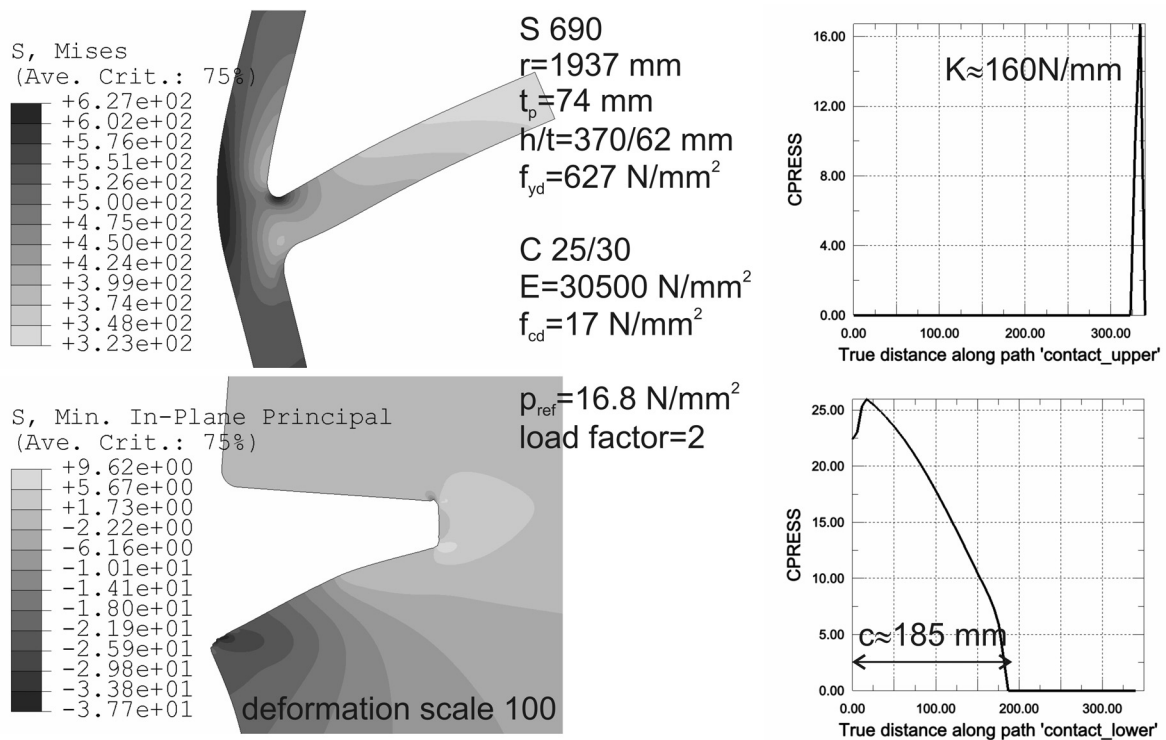 S, Mises
(Ave. Crit.: 75%)
+6.27e+02
+6.02e+02
+5.76e+02
+5.51e+02
+5.26e+02
+5.00e+02
+4.75e+02
+4.50e+02
+4.24e+02
+3.99e+02
+3.74e+02
+3.48e+02
+3.23e+02
S 690
r=1937 mm
tp=74 mm
h/t=370/62 mm
fyd=627 N/mm²
C 25/30
E=30500 N/mm²
fcd=17 N/mm²
pref=16.8 N/mm²
load factor=2
K≈160N/mm
CPRESS
16.00
12.00
8.00
4.00
0.00
0.00 100.00 200.00 300.00
True distance along path 'contact_upper'
S, Min. In-Plane Principal
(Ave. Crit.: 75%)
+9.62e+00
+5.67e+00
+1.73e+00
-2.22e+00
-6.16e+00
-1.01e+01
-1.41e+01
-1.80e+01
-2.19e+01
-2.59e+01
-2.98e+01
-3.38e+01
-3.77e+01
deformation scale 100
CPRESS
25.00
20.00
15.00
10.00
5.00
0.00
c≈185 mm
0.00 100.00 200.00 300.00
True distance along path 'contact_lower'